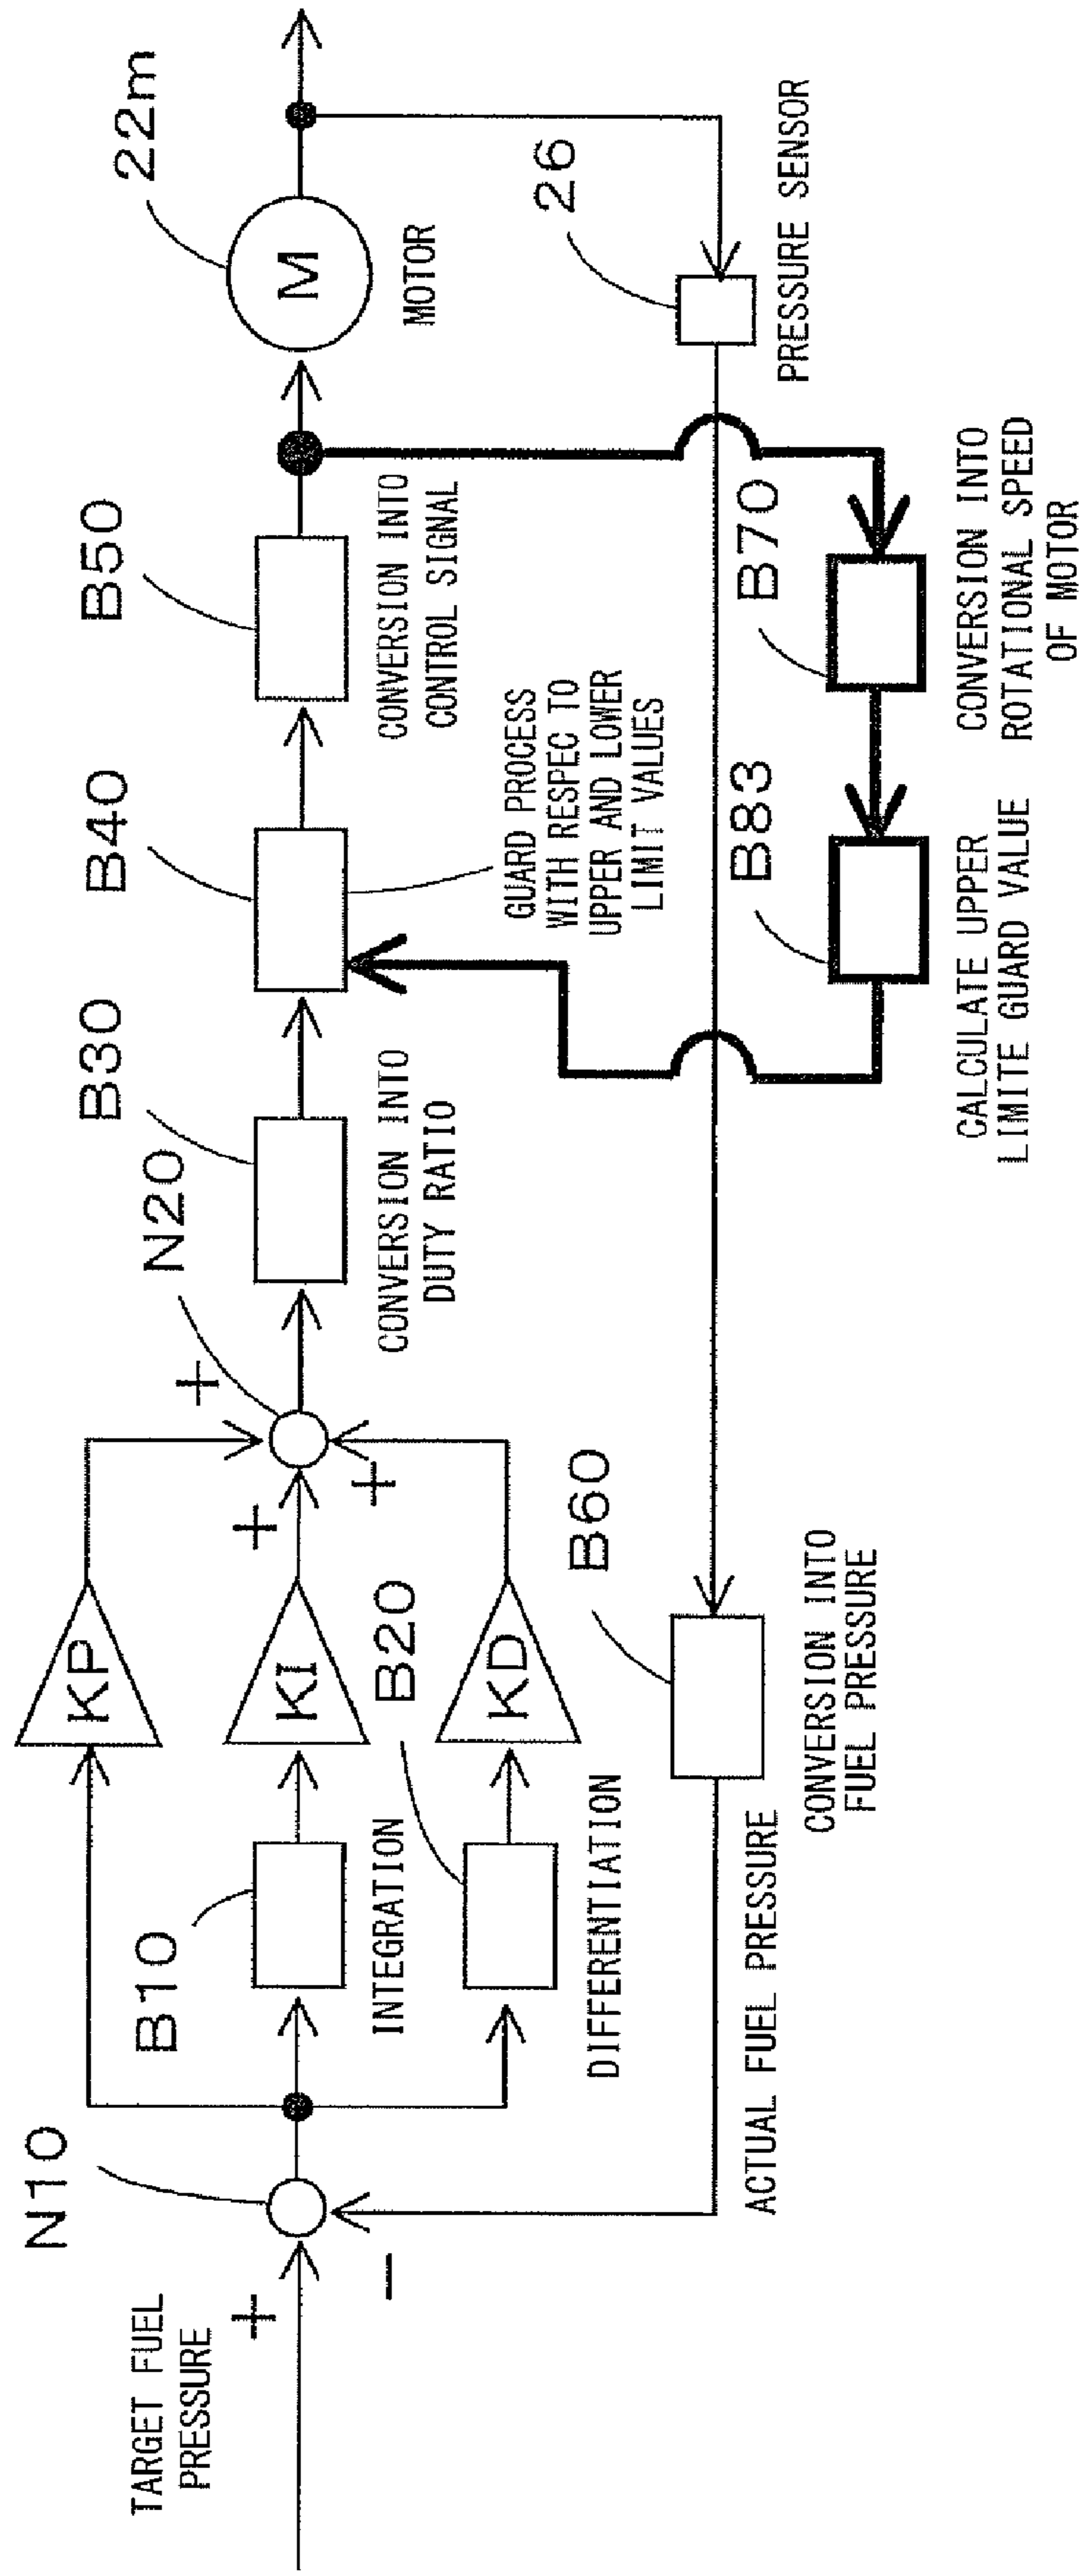 TARGET FUEL
PRESSURE
+
−
N10
B10
INTEGRATION
B20
DIFFERENTIATION
KP
KI
KD
+
+
+
N20
B30
CONVERSION INTO
DUTY RATIO
B40
GUARD PROCESS
WITH RESPEC TO
UPPER AND LOWER
LIMIT VALUES
B50
CONVERSION INTO
CONTROL SIGNAL
M
22m
MOTOR
26
PRESSURE SENSOR
B60
CONVERSION INTO
FUEL PRESSURE
ACTUAL FUEL PRESSURE
B83
CALCULATE UPPER
LIMITE GUARD VALUE
B70
CONVERSION INTO
ROTATIONAL SPEED
OF MOTOR